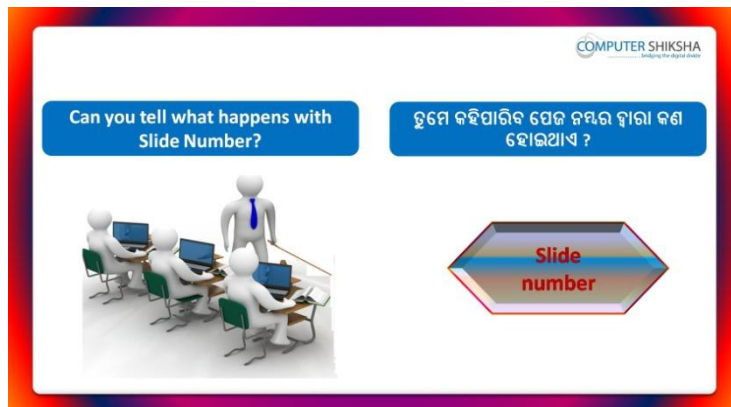 COMPUTER SHIKSHA
..... bridging the digital divide
Can you tell what happens with
Slide Number?
ତୁମେ କହିପାରିବ ପେଜ ନମ୍ବର ଦ୍ୱାରା କଣ
ହୋଇଥାଏ ?
Slide
number